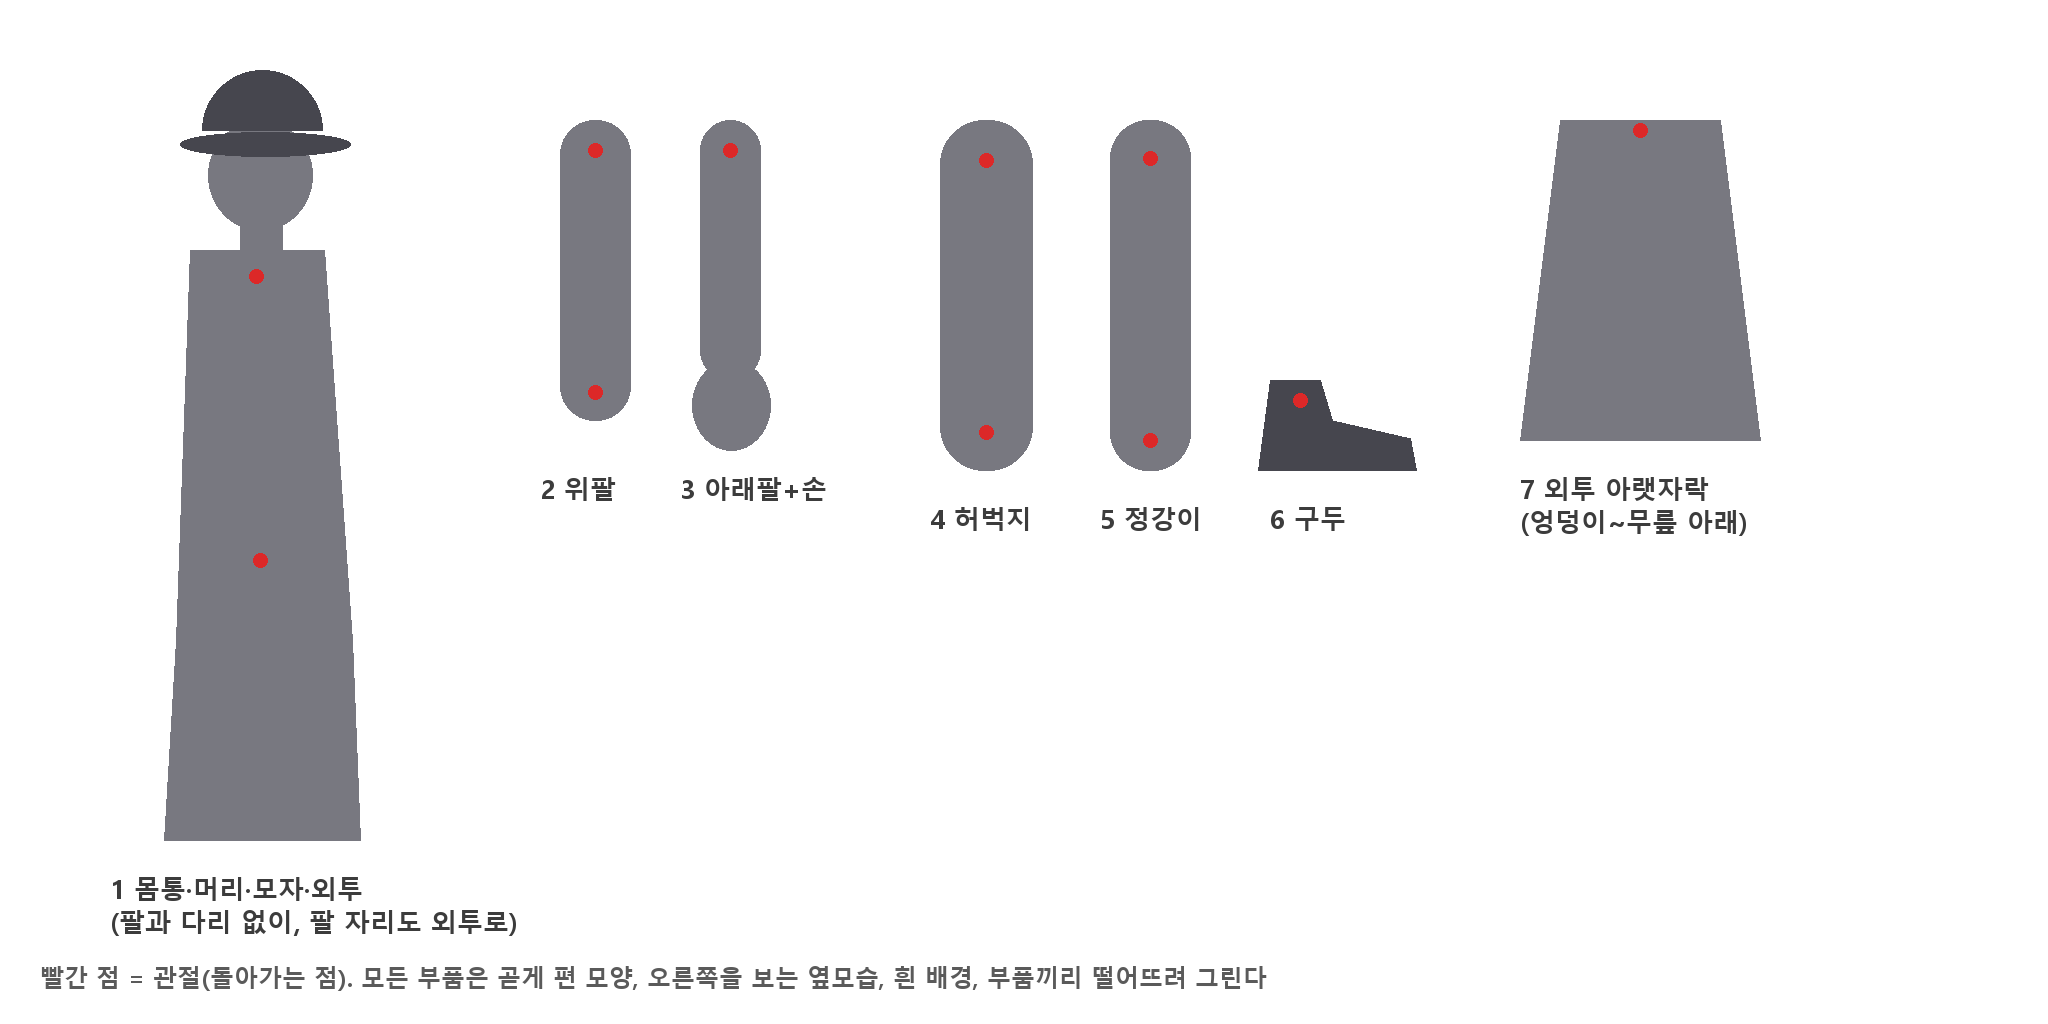 2 위팔
3 아래팔+손
4 허벅지
5 정강이
6 구두
7 외투 아랫자락
(엉덩이~무릎 아래)
1 몸통·머리·모자·외투
(팔과 다리 없이, 팔 자리도 외투로)
빨간 점 = 관절(돌아가는 점). 모든 부품은 곧게 편 모양, 오른쪽을 보는 옆모습, 흰 배경, 부품끼리 떨어뜨려 그린다